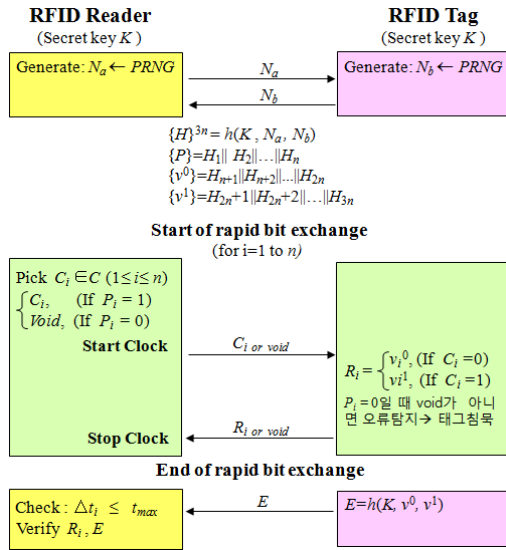 RFID Reader
(Secret key K )
RFID Tag
(Secret key K )
Generate: Nₐ ← PRNG
Nₐ
N_b
Generate: N_b ← PRNG
{H}³ⁿ = h(K , Nₐ, N_b)
{P}=H₁|| H₂||…||Hₙ
{v⁰}=Hₙ₊₁||Hₙ₊₂||...||H₂ₙ
{v¹}=H₂ₙ₊₁||H₂ₙ+2||…||H₃ₙ
Start of rapid bit exchange
(for i=1 to n)
Pick Cᵢ ∈ C (1≤i≤n)
{ Cᵢ, (If Pᵢ = 1)
Void, (If Pᵢ = 0)
Start Clock
Cᵢ or void
Rᵢ = { vᵢ⁰, (If Cᵢ =0)
vi¹, (If Cᵢ =1)
Pᵢ =0일 때 void가 아니
면 오류탐지→ 태그침묵
Stop Clock
Rᵢ or void
End of rapid bit exchange
Check : △tᵢ ≤ t_max
Verify Rᵢ , E
E
E=h(K, v⁰, v¹)